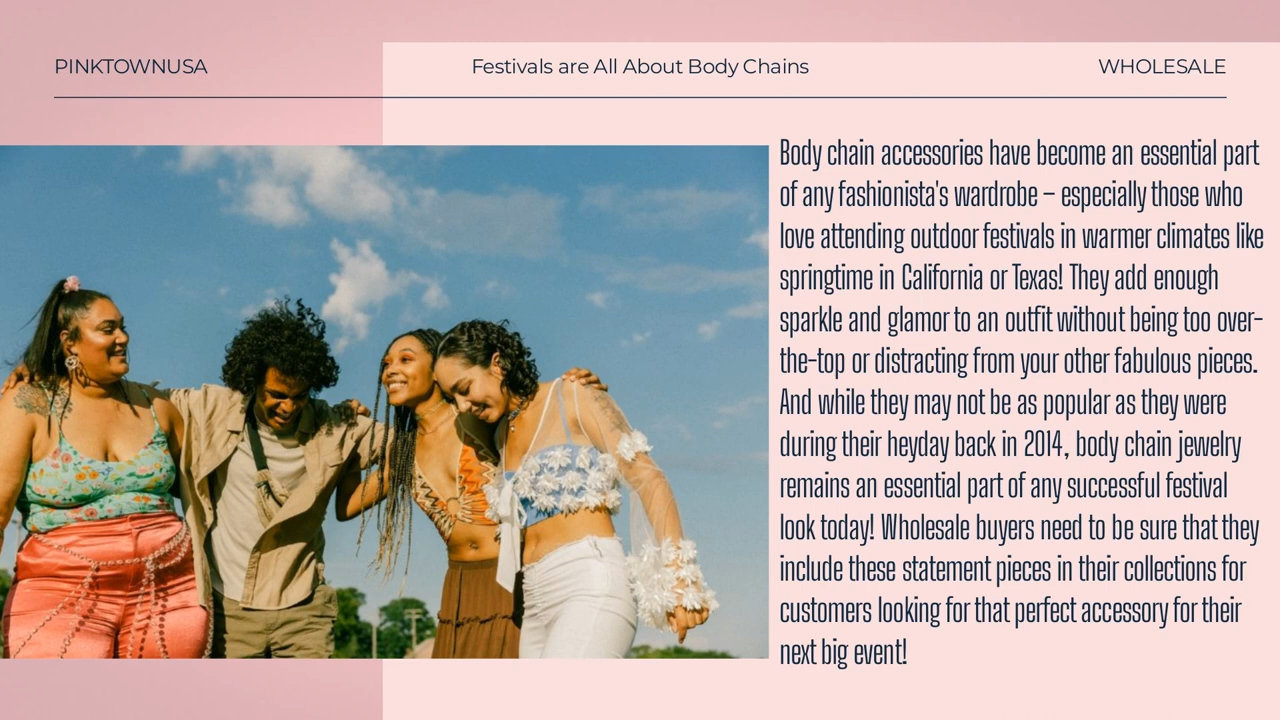 PINKTOWNUSA
Festivals are All About Body Chains
WHOLESALE
Body chain accessories have become an essential part
of any fashionista's wardrobe – especially those who
love attending outdoor festivals in warmer climates like
springtime in California or Texas! They add enough
sparkle and glamor to an outfit without being too over-
the-top or distracting from your other fabulous pieces.
And while they may not be as popular as they were
during their heyday back in 2014, body chain jewelry
remains an essential part of any successful festival
look today! Wholesale buyers need to be sure that they
include these statement pieces in their collections for
customers looking for that perfect accessory for their
next big event!